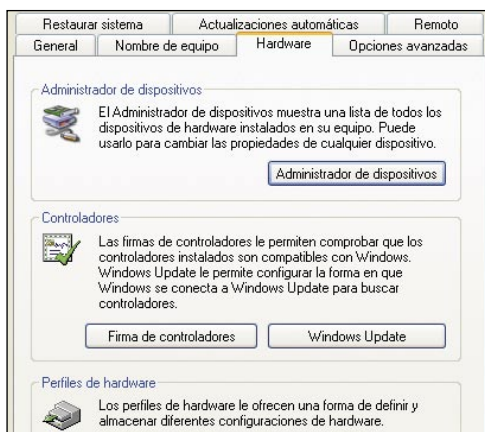 Restaurar sistema Actualizaciones automáticas Remoto
General Nombre de equipo Hardware Opciones avanzadas
Administrador de dispositivos
El Administrador de dispositivos muestra una lista de todos los
dispositivos de hardware instalados en su equipo. Puede
usarlo para cambiar las propiedades de cualquier dispositivo.
Administrador de dispositivos
Controladores
Las firmas de controladores le permiten comprobar que los
controladores instalados son compatibles con Windows.
Windows Update le permite configurar la forma en que
Windows se conecta a Windows Update para buscar
controladores.
Firma de controladores Windows Update
Perfiles de hardware
Los perfiles de hardware le ofrecen una forma de definir y
almacenar diferentes configuraciones de hardware.